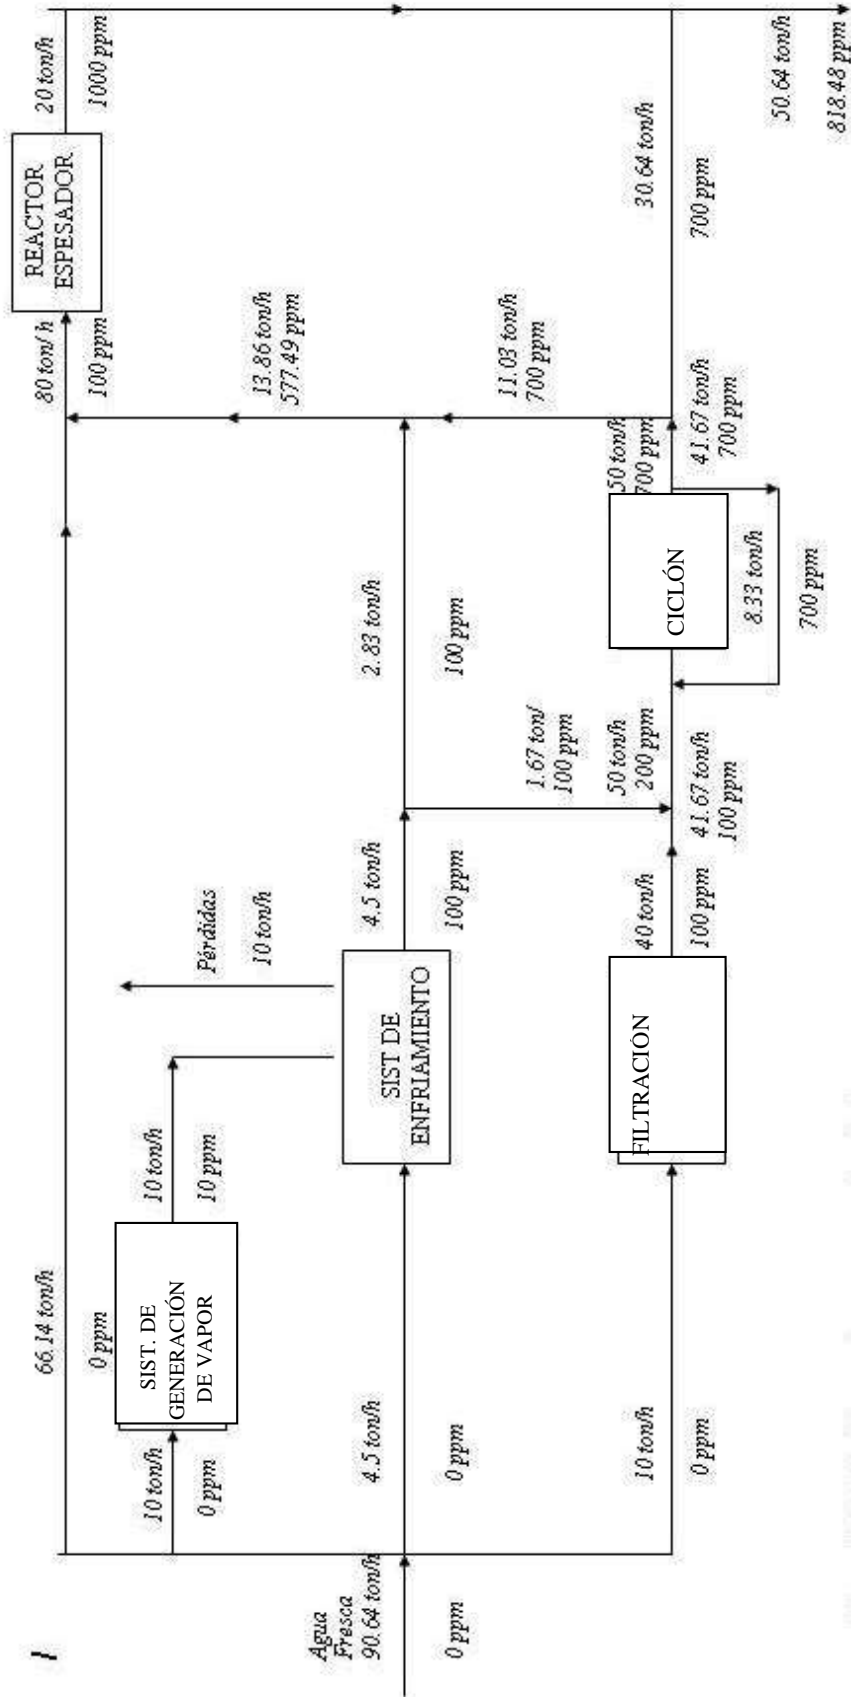 Agua
Fresca
90.64 ton/h
0 ppm
66.14 ton/h
0 ppm
10 ton/h
0 ppm
SIST. DE
GENERACIÓN
DE VAPOR
10 ton/h
10 ppm
Pérdidas
10 ton/h
4.5 ton/h
0 ppm
SIST DE
ENFRIAMIENTO
4.5 ton/h
100 ppm
2.83 ton/h
100 ppm
1.67 ton/
100 ppm
10 ton/h
0 ppm
FILTRACIÓN
40 ton/h
100 ppm
41.67 ton/h
100 ppm
50 ton/h
200 ppm
CICLÓN
50 ton/h
700 ppm
8.33 ton/h
700 ppm
41.67 ton/h
700 ppm
11.03 ton/h
700 ppm
13.86 ton/h
577.49 ppm
80 ton/ h
100 ppm
REACTOR
ESPESADOR
20 ton/h
1000 ppm
30.64 ton/h
700 ppm
50.64 ton/h
818.48 ppm